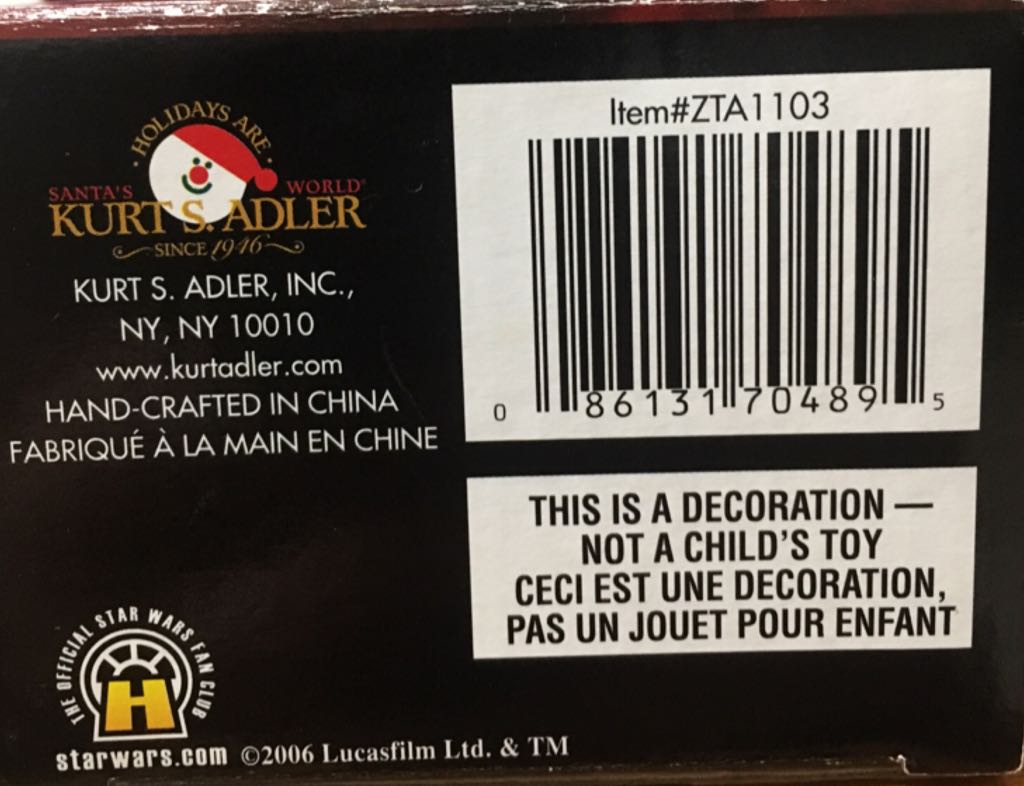 HOLIDAYS ARE
SANTA'S WORLD®
KURT S. ADLER
SINCE 1946
KURT S. ADLER, INC.,
NY, NY 10010
www.kurtadler.com
HAND-CRAFTED IN CHINA
FABRIQUÉ À LA MAIN EN CHINE
Item#ZTA1103
0 86131 70489 5
THIS IS A DECORATION —
NOT A CHILD'S TOY
CECI EST UNE DECORATION,
PAS UN JOUET POUR ENFANT
THE OFFICIAL STAR WARS FAN CLUB
H
starwars.com ©2006 Lucasfilm Ltd. & TM